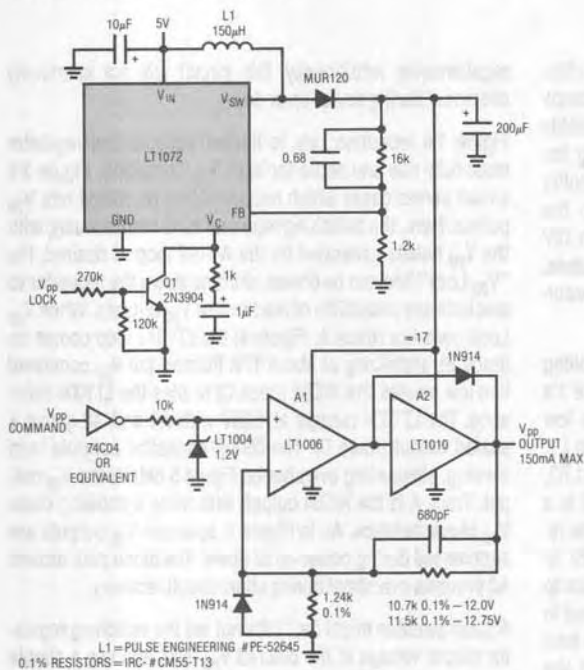 10µF
5V
L1
150µH
MUR120
V_IN
V_SW
LT1072
GND
V_C
FB
+
200µF
0.68
16k
1.2k
1k
+
1µF
+
V_PP
LOCK
270k
120k
Q1
2N3904
V_PP
COMMAND
74C04
OR
EQUIVALENT
10k
LT1004
1.2V
≈17V
A1
LT1006
+
–
A2
LT1010
1N914
V_PP
OUTPUT
150mA MAX
680pF
1N914
1.24k
0.1%
10.7k 0.1%—12.0V
11.5k 0.1%—12.75V
L1=PULSE ENGINEERING #PE-52645
0.1% RESISTORS=IRC-#CM55-T13